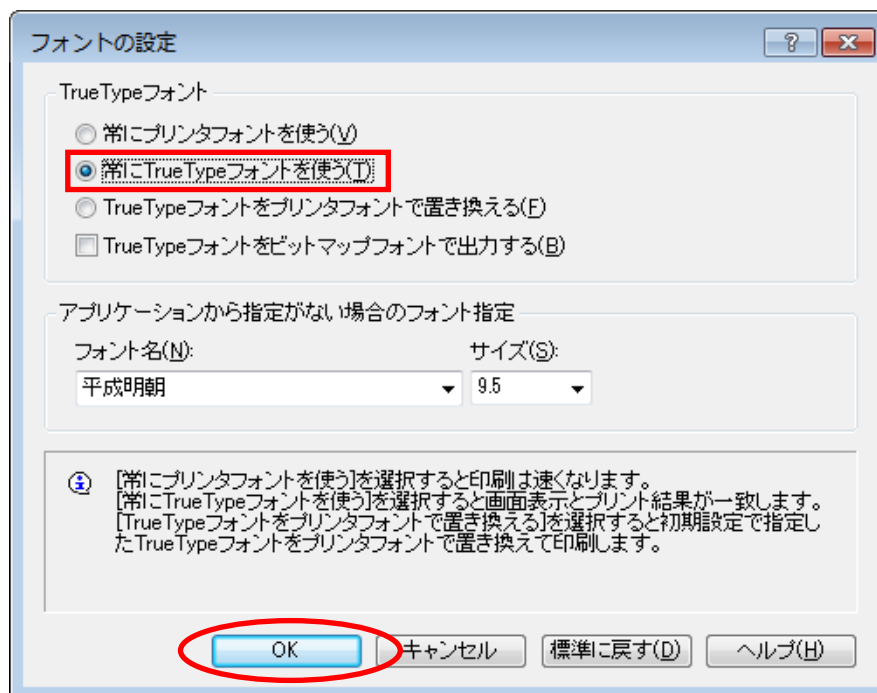 フォントの設定
TrueTypeフォント
常にプリンタフォントを使う(V)
常にTrueTypeフォントを使う(T)
TrueTypeフォントをプリンタフォントで置き換える(F)
TrueTypeフォントをビットマップフォントで出力する(B)
アプリケーションから指定がない場合のフォント指定
フォント名(N): サイズ(S):
平成明朝 9.5
[常にプリンタフォントを使う]を選択すると印刷は速くなります。
[常にTrueTypeフォントを使う]を選択すると画面表示とプリント結果が一致します。
[TrueTypeフォントをプリンタフォントで置き換える]を選択すると初期設定で指定し
たTrueTypeフォントをプリンタフォントで置き換えて印刷します。
OK キャンセル 標準に戻す(D) ヘルプ(H)